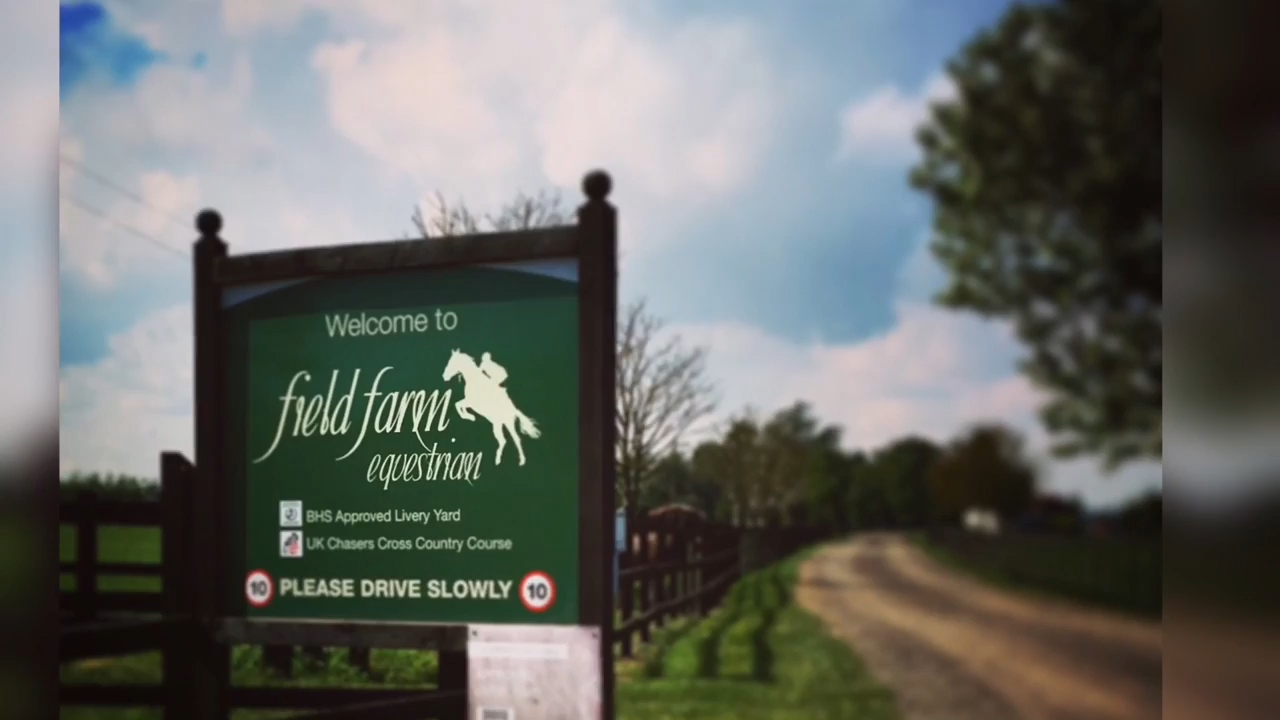 Welcome to
field farm
equestrian
BHS Approved Livery Yard
UK Chasers Cross Country Course
10 PLEASE DRIVE SLOWLY 10